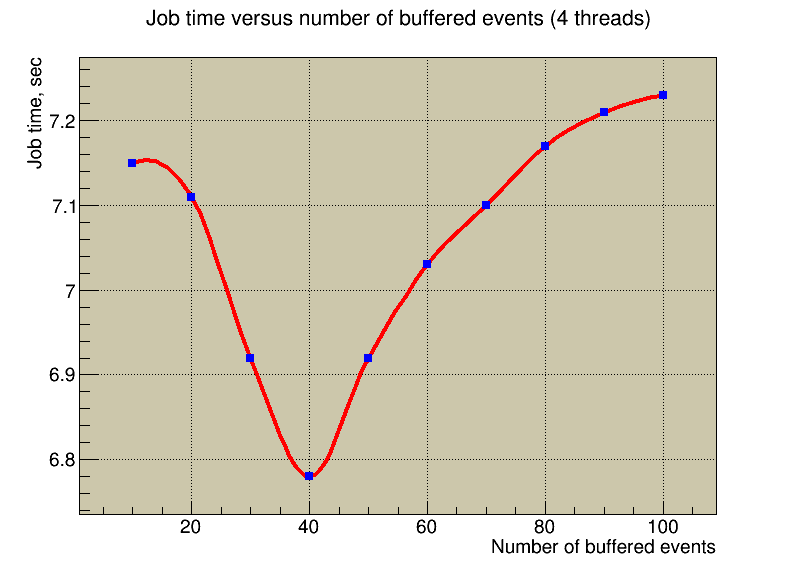 Job time versus number of buffered events (4 threads)
Job time, sec
7.2
7.1
7
6.9
6.8
20 40 60 80 100
Number of buffered events